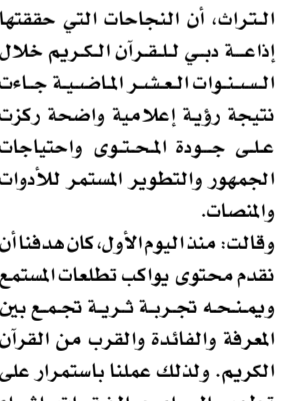 التراث، أن النجاحات التي حققتها
إذاعة دبي للقرآن الكريم خلال
السنوات العشر الماضية جاءت
نتيجة رؤية إعلامية واضحة ركزت
على جودة المحتوى واحتياجات
الجمهور والتطوير المستمر للأدوات
والمنصات.
وقالت: منذ اليوم الأول، كان هدفنا أن
نقدم محتوى يواكب تطلعات المستمع
ويمنحه تجربة ثرية تجمع بين
المعرفة والفائدة والقرب من القرآن
الكريم. ولذلك عملنا باستمرار على